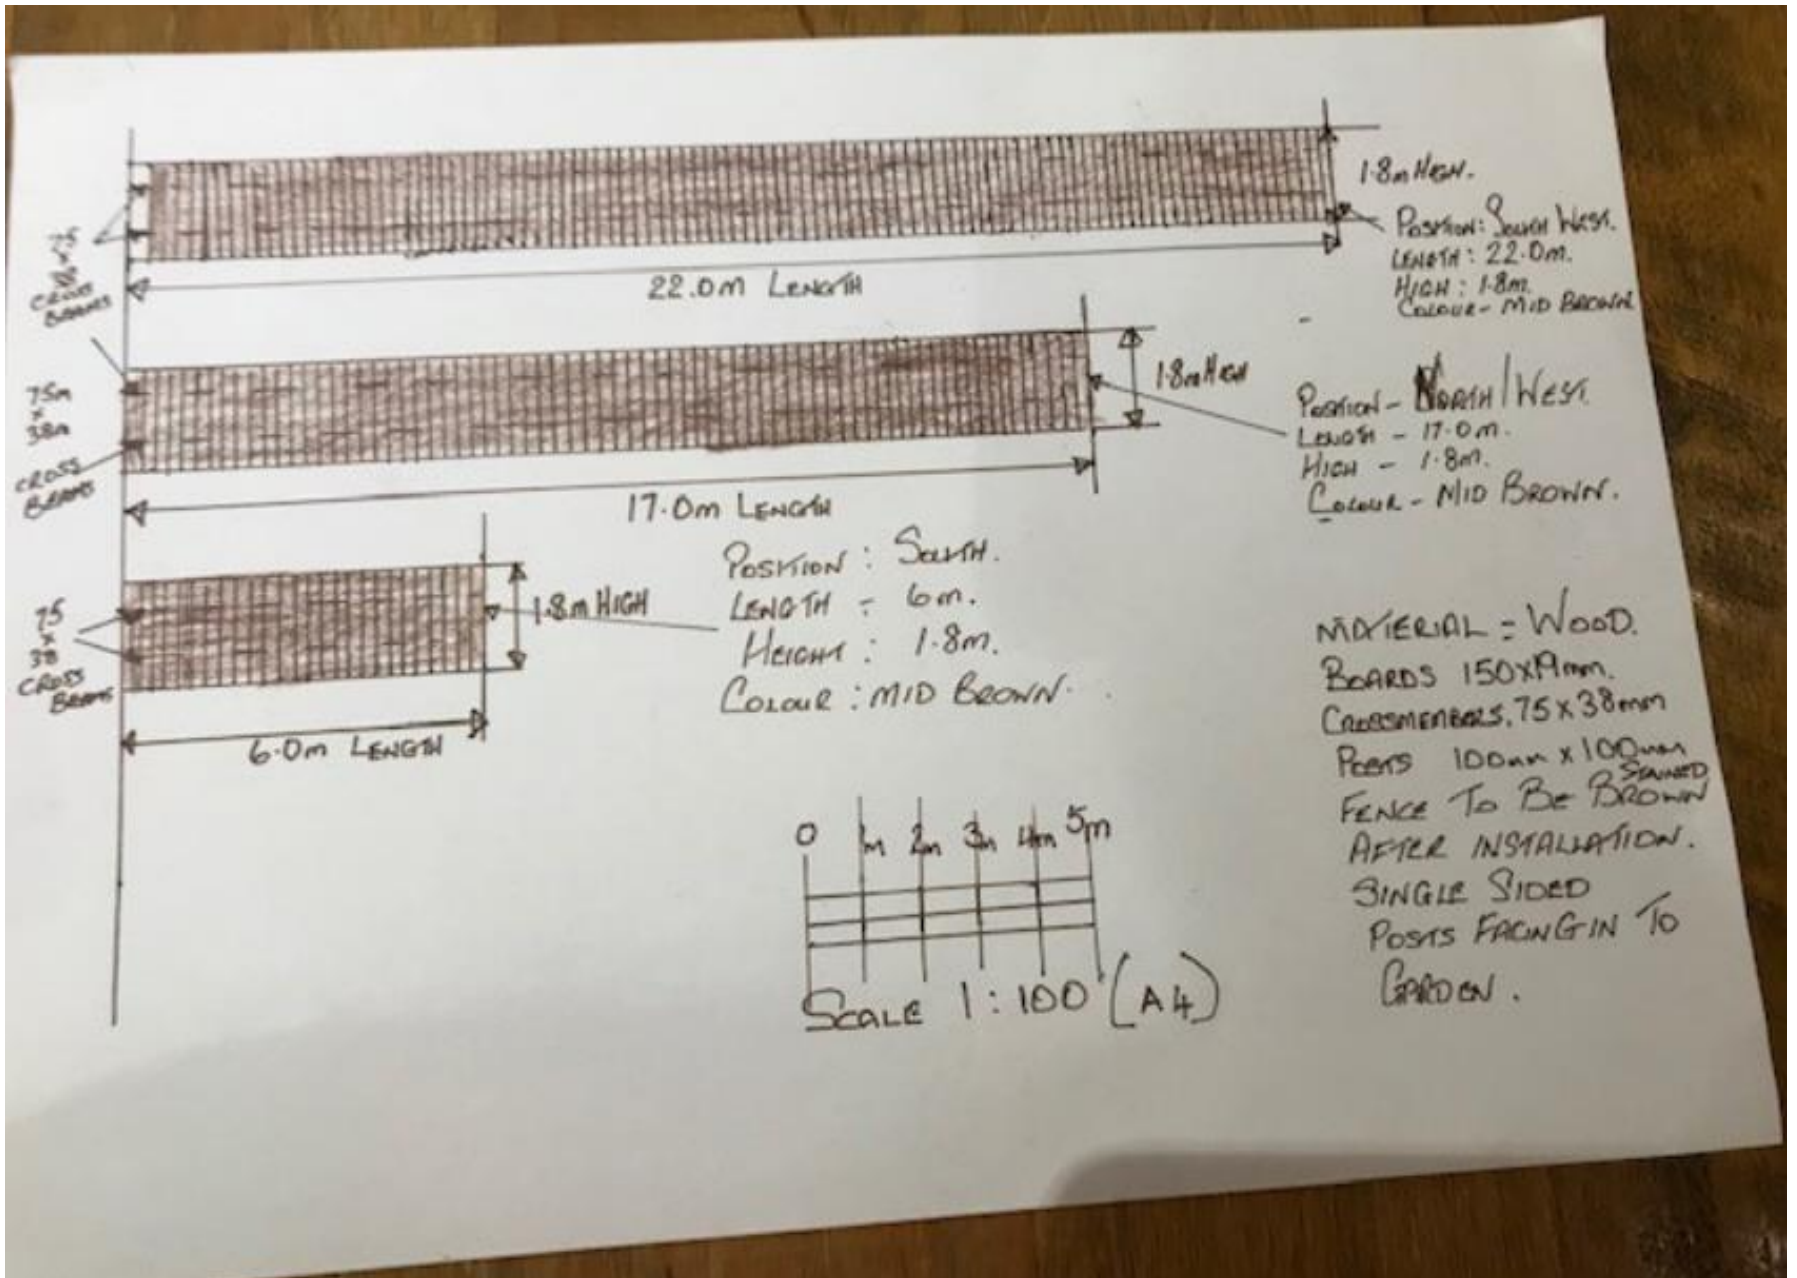 1.8m HIGH.
POSITION: SOUTH WEST.
LENGTH: 22.0m.
HIGH: 1.8m.
COLOUR - MID BROWN
75
x
38
CROSS
BEAMS
22.0m LENGTH
1.8m HIGH
POSITION - NORTH/WEST.
LENGTH - 17.0m.
HIGH - 1.8m.
COLOUR - MID BROWN.
75m
x
38m
CROSS
BEAMS
17.0m LENGTH
1.8m HIGH
POSITION: SOUTH.
LENGTH - 6m.
HEIGHT: 1.8m.
COLOUR: MID BROWN.
75
x
38
CROSS
BEAMS
6.0m LENGTH
MATERIAL = WOOD.
BOARDS 150x19mm.
CROSSMEMBERS. 75x38mm
POSTS 100mm x 100mm
STAINED
FENCE TO BE BROWN
AFTER INSTALLATION.
SINGLE SIDED
POSTS FACING IN TO
GARDEN.
0 1m 2m 3m 4m 5m
SCALE 1:100 (A4)